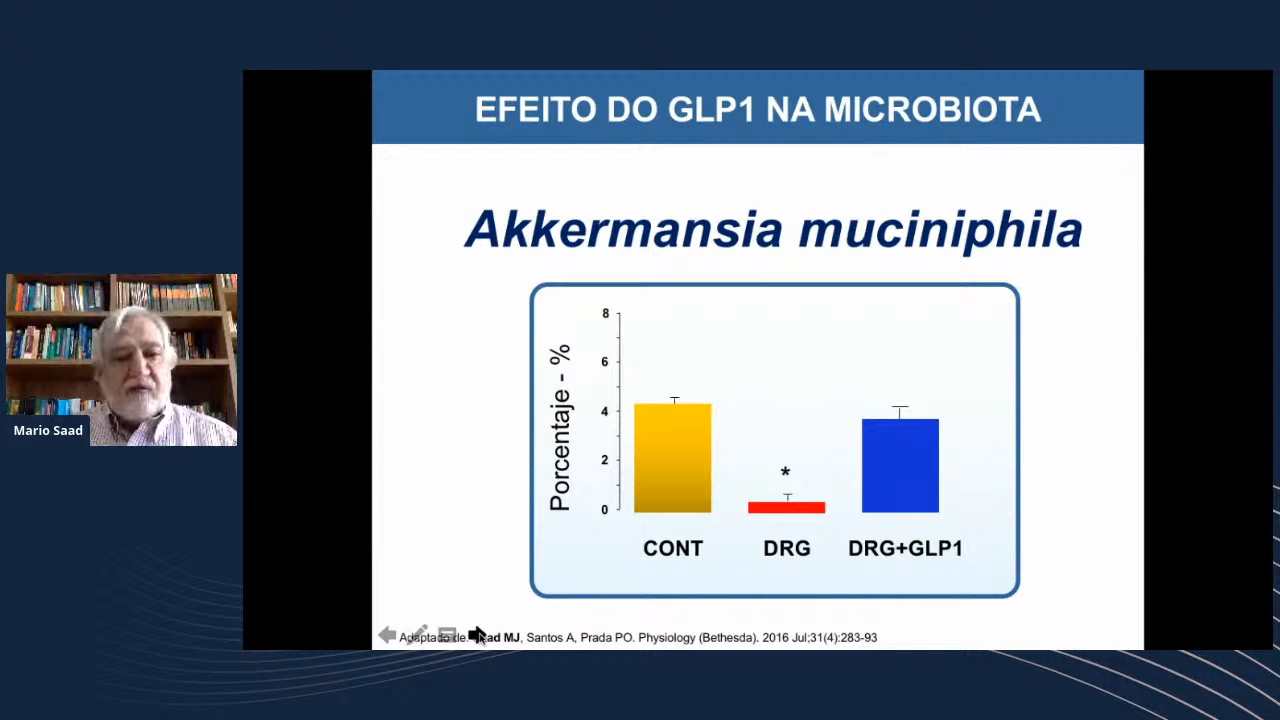 EFEITO DO GLP1 NA MICROBIOTA
Akkermansia muciniphila
Porcentaje - %
8
6
4
2
0
*
CONT DRG DRG+GLP1
Adaptado de. MJ, Santos A, Prada PO. Physiology (Bethesda). 2016 Jul;31(4):283-93
Mario Saad